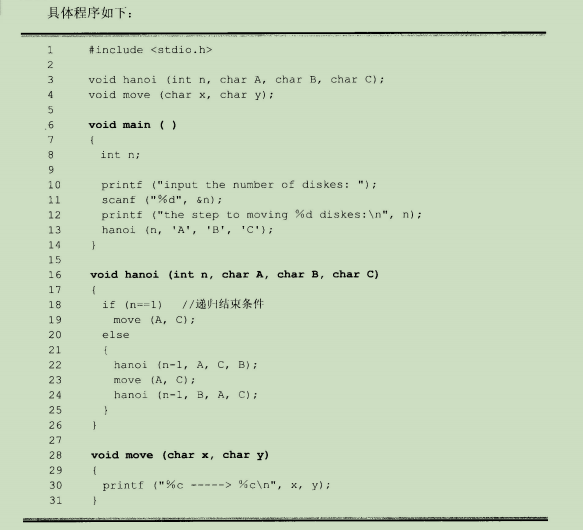 具体程序如下:
1 #include <stdio.h>
2
3 void hanoi (int n, char A, char B, char C);
4 void move (char x, char y);
5
6 void main ( )
7 {
8 int n;
9
10 printf ("input the number of diskes: ");
11 scanf ("%d", &n);
12 printf ("the step to moving %d diskes:\n", n);
13 hanoi (n, 'A', 'B', 'C');
14 }
15
16 void hanoi (int n, char A, char B, char C)
17 {
18 if (n==1) //递归结束条件
19 move (A, C);
20 else
21 {
22 hanoi (n-1, A, C, B);
23 move (A, C);
24 hanoi (n-1, B, A, C);
25 }
26 }
27
28 void move (char x, char y)
29 {
30 printf ("%c -----> %c\n", x, y);
31 }